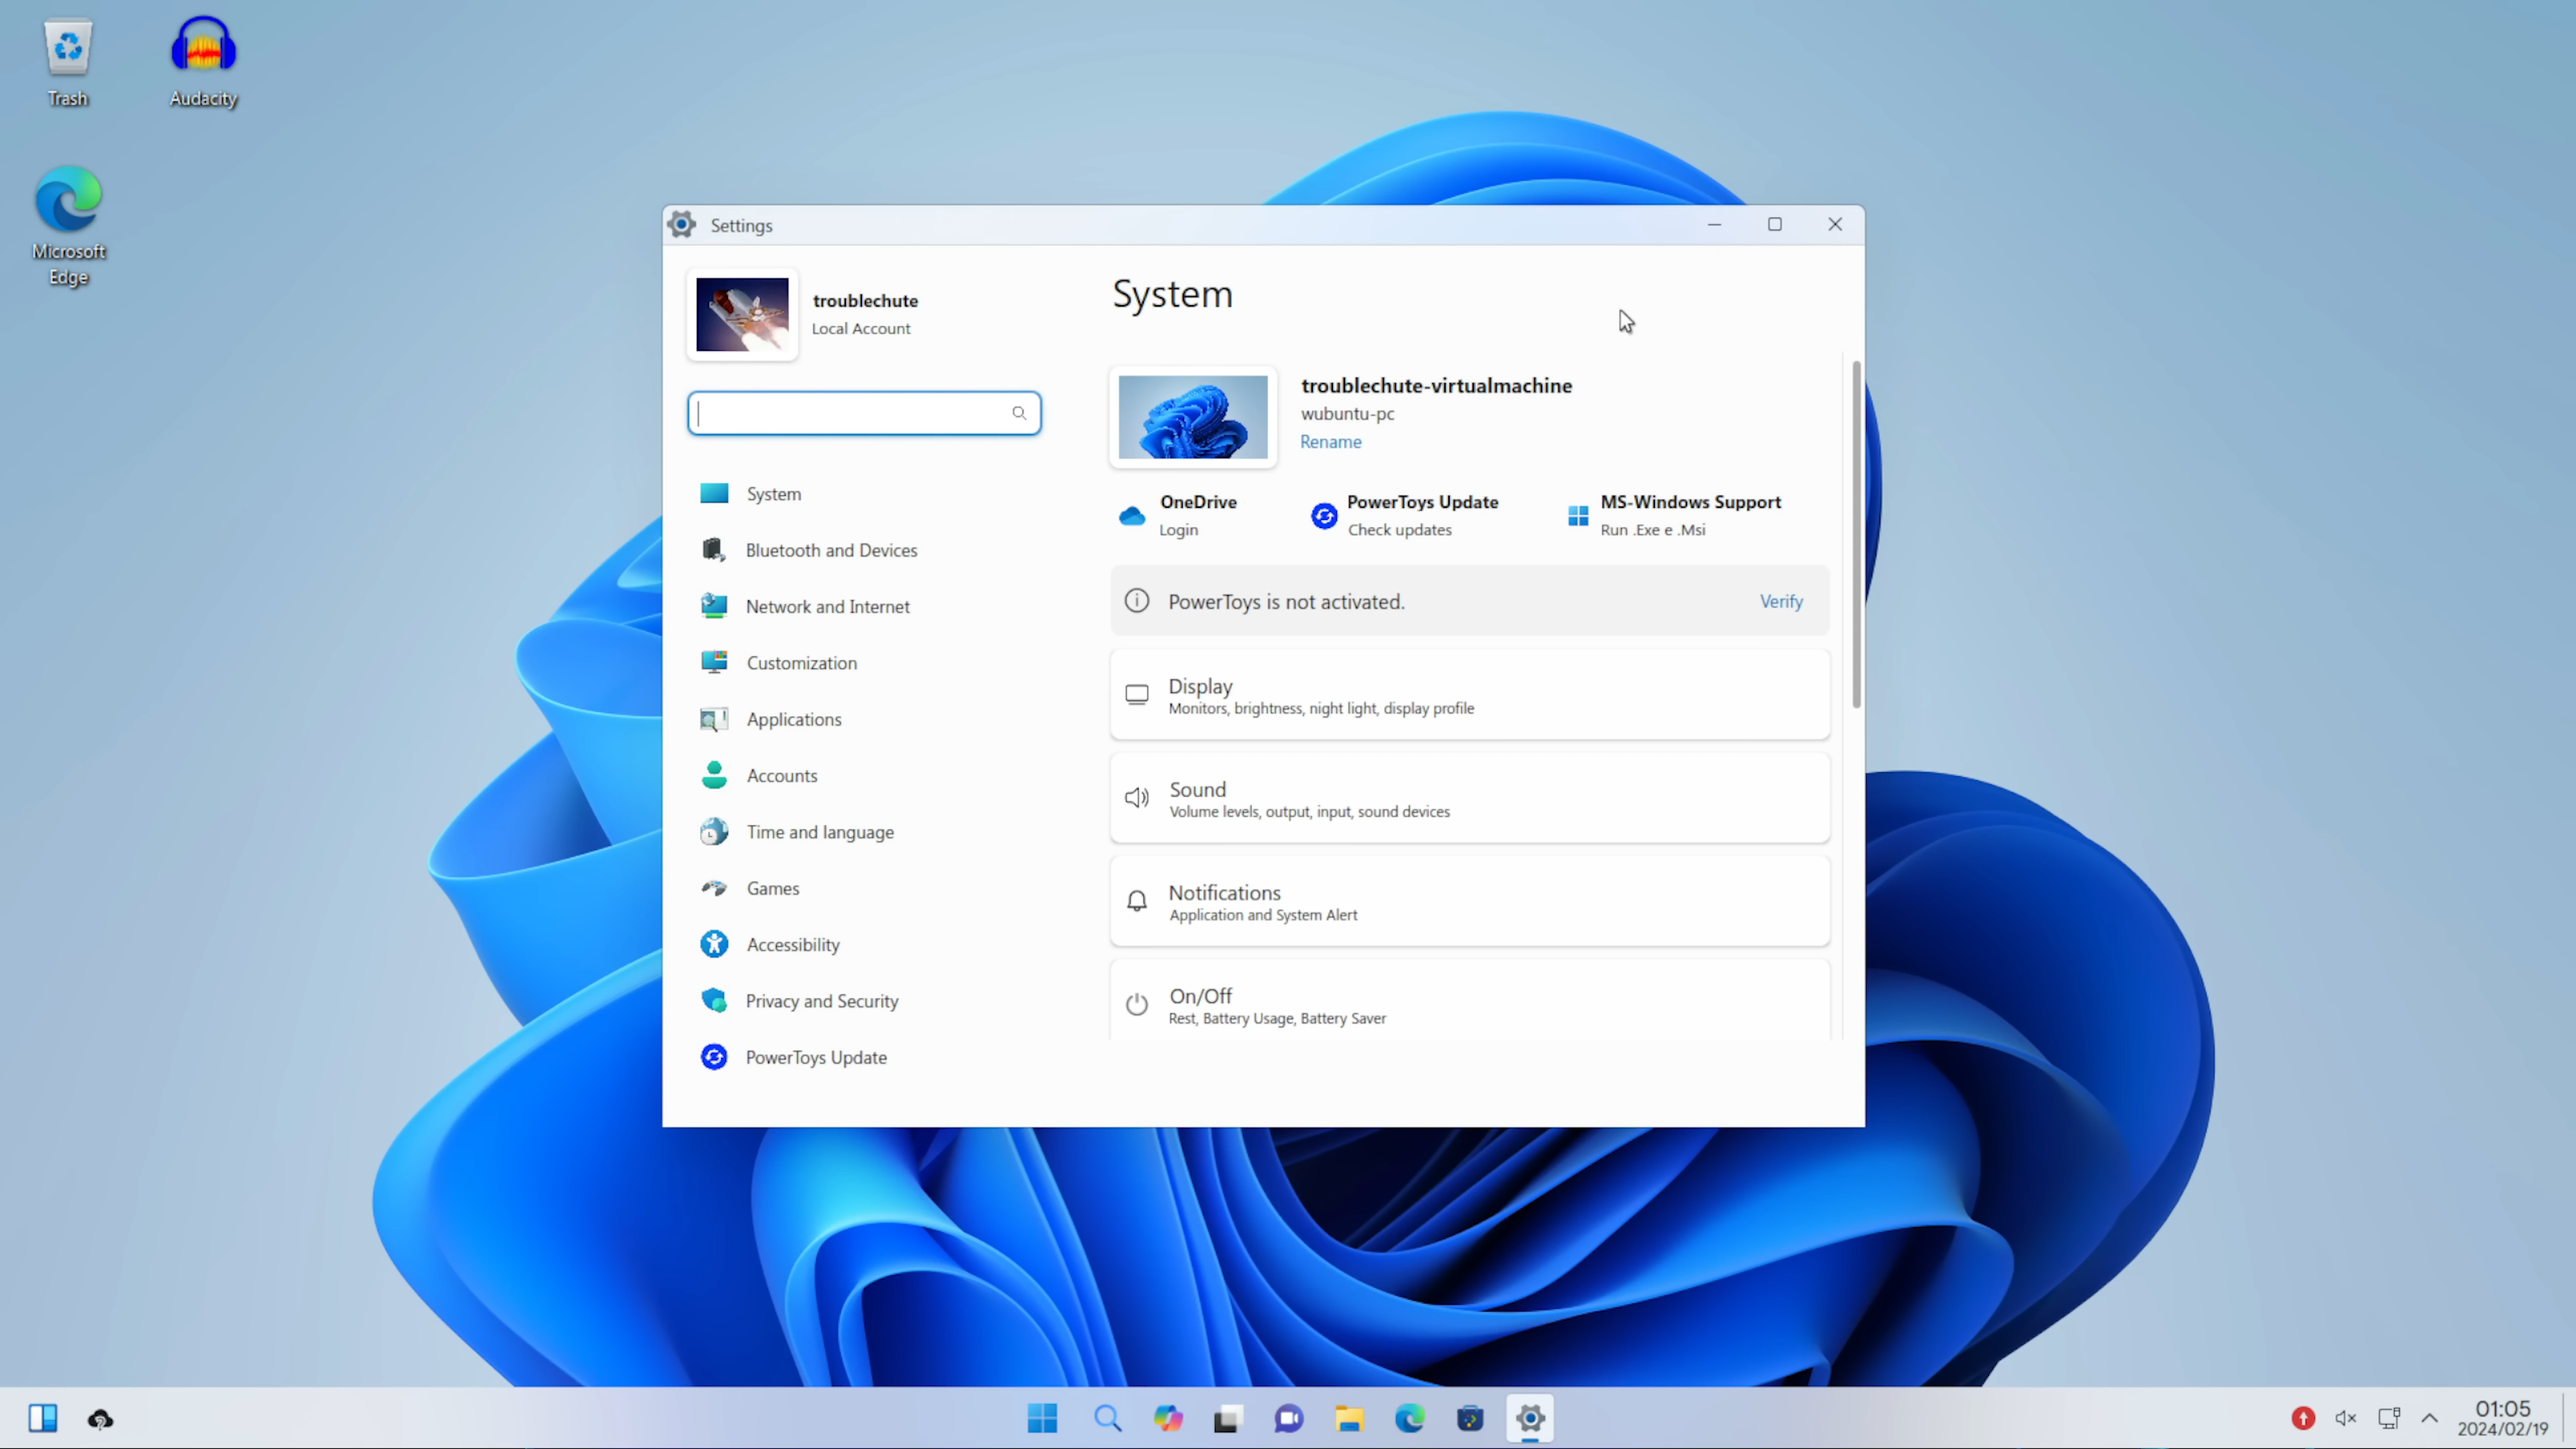 Trash
Audacity
Microsoft
Edge
Settings
troublechute
Local Account
System
Bluetooth and Devices
Network and Internet
Customization
Applications
Accounts
Time and language
Games
Accessibility
Privacy and Security
PowerToys Update
System
troublechute-virtualmachine
wubuntu-pc
Rename
OneDrive
Login
PowerToys Update
Check updates
MS-Windows Support
Run .Exe e .Msi
PowerToys is not activated.
Verify
Display
Monitors, brightness, night light, display profile
Sound
Volume levels, output, input, sound devices
Notifications
Application and System Alert
On/Off
Rest, Battery Usage, Battery Saver
01:05
2024/02/19